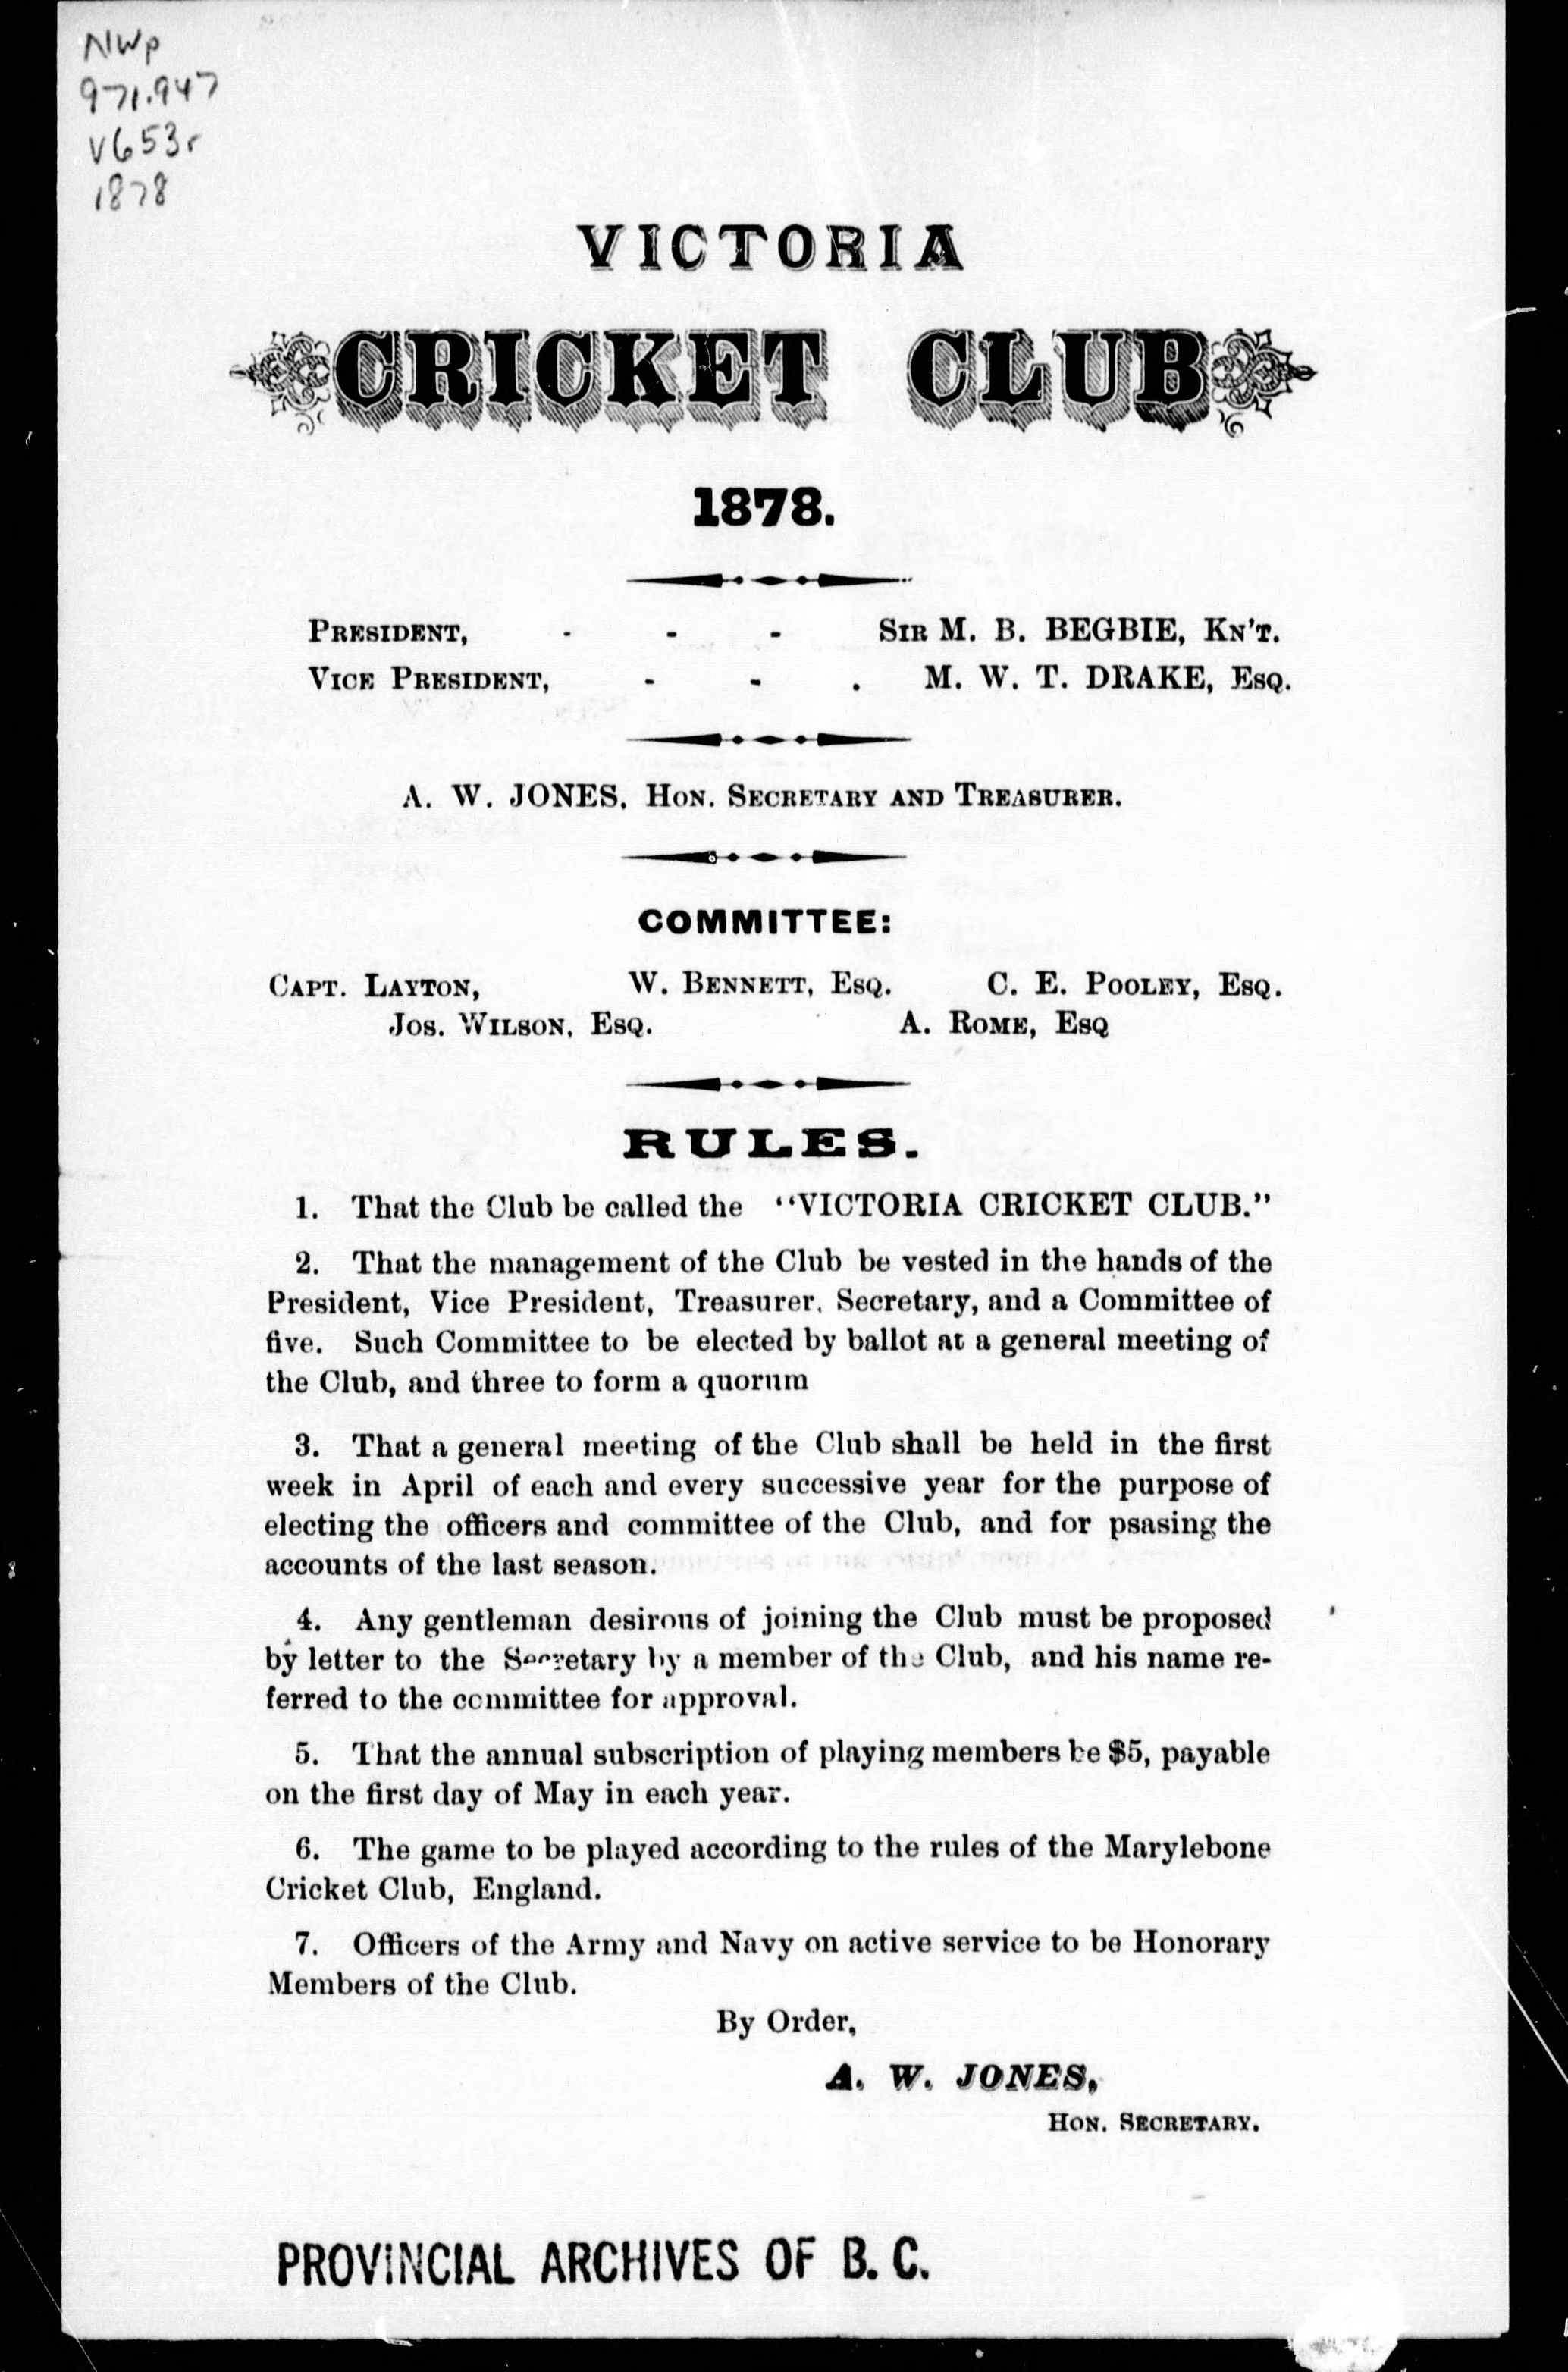 NWp
971.947
V653r
1878
VICTORIA
CRICKET CLUB
1878.
PRESIDENT, - - - SIR M. B. BEGBIE, KN'T.
VICE PRESIDENT, - - . M. W. T. DRAKE, ESQ.
A. W. JONES, HON. SECRETARY AND TREASURER.
COMMITTEE:
CAPT. LAYTON, W. BENNETT, ESQ. C. E. POOLEY, ESQ.
JOS. WILSON, ESQ. A. ROME, ESQ
RULES.
1. That the Club be called the "VICTORIA CRICKET CLUB."
2. That the management of the Club be vested in the hands of the
President, Vice President, Treasurer, Secretary, and a Committee of
five. Such Committee to be elected by ballot at a general meeting of
the Club, and three to form a quorum
3. That a general meeting of the Club shall be held in the first
week in April of each and every successive year for the purpose of
electing the officers and committee of the Club, and for psasing the
accounts of the last season.
4. Any gentleman desirous of joining the Club must be proposed
by letter to the Secretary by a member of the Club, and his name re-
ferred to the committee for approval.
5. That the annual subscription of playing members be $5, payable
on the first day of May in each year.
6. The game to be played according to the rules of the Marylebone
Cricket Club, England.
7. Officers of the Army and Navy on active service to be Honorary
Members of the Club.
By Order,
A. W. JONES,
HON. SECRETARY.
PROVINCIAL ARCHIVES OF B. C.